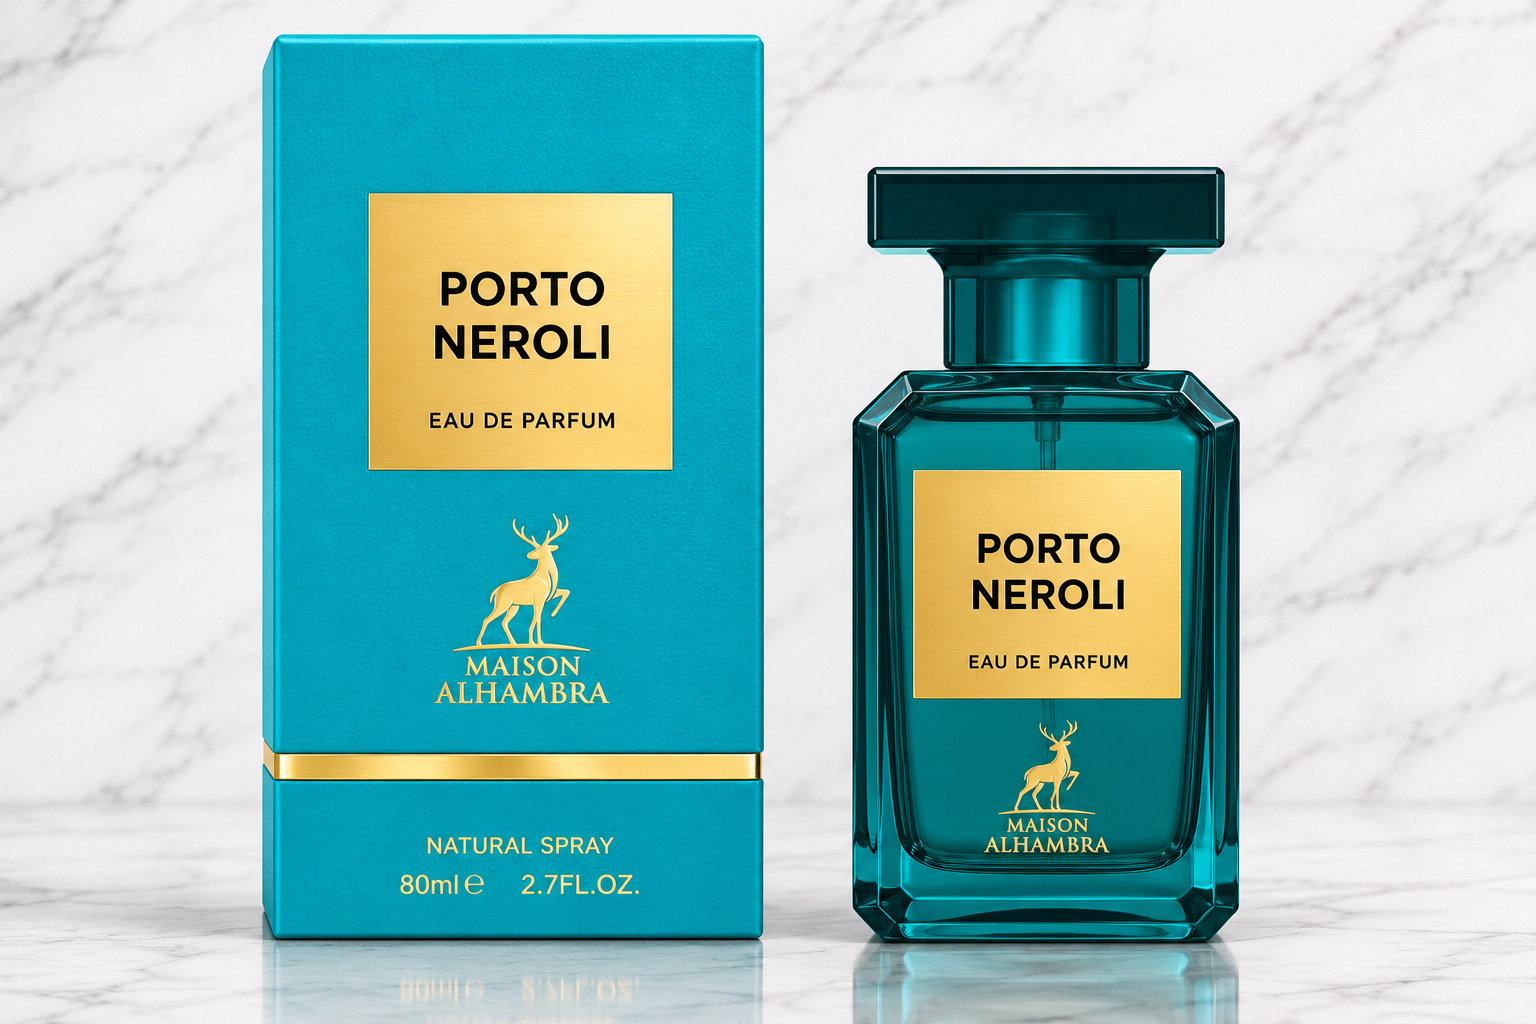 PORTO
NEROLI
EAU DE PARFUM
MAISON
ALHAMBRA
NATURAL SPRAY
80ml℮ 2.7FL.OZ.
PORTO
NEROLI
EAU DE PARFUM
MAISON
ALHAMBRA